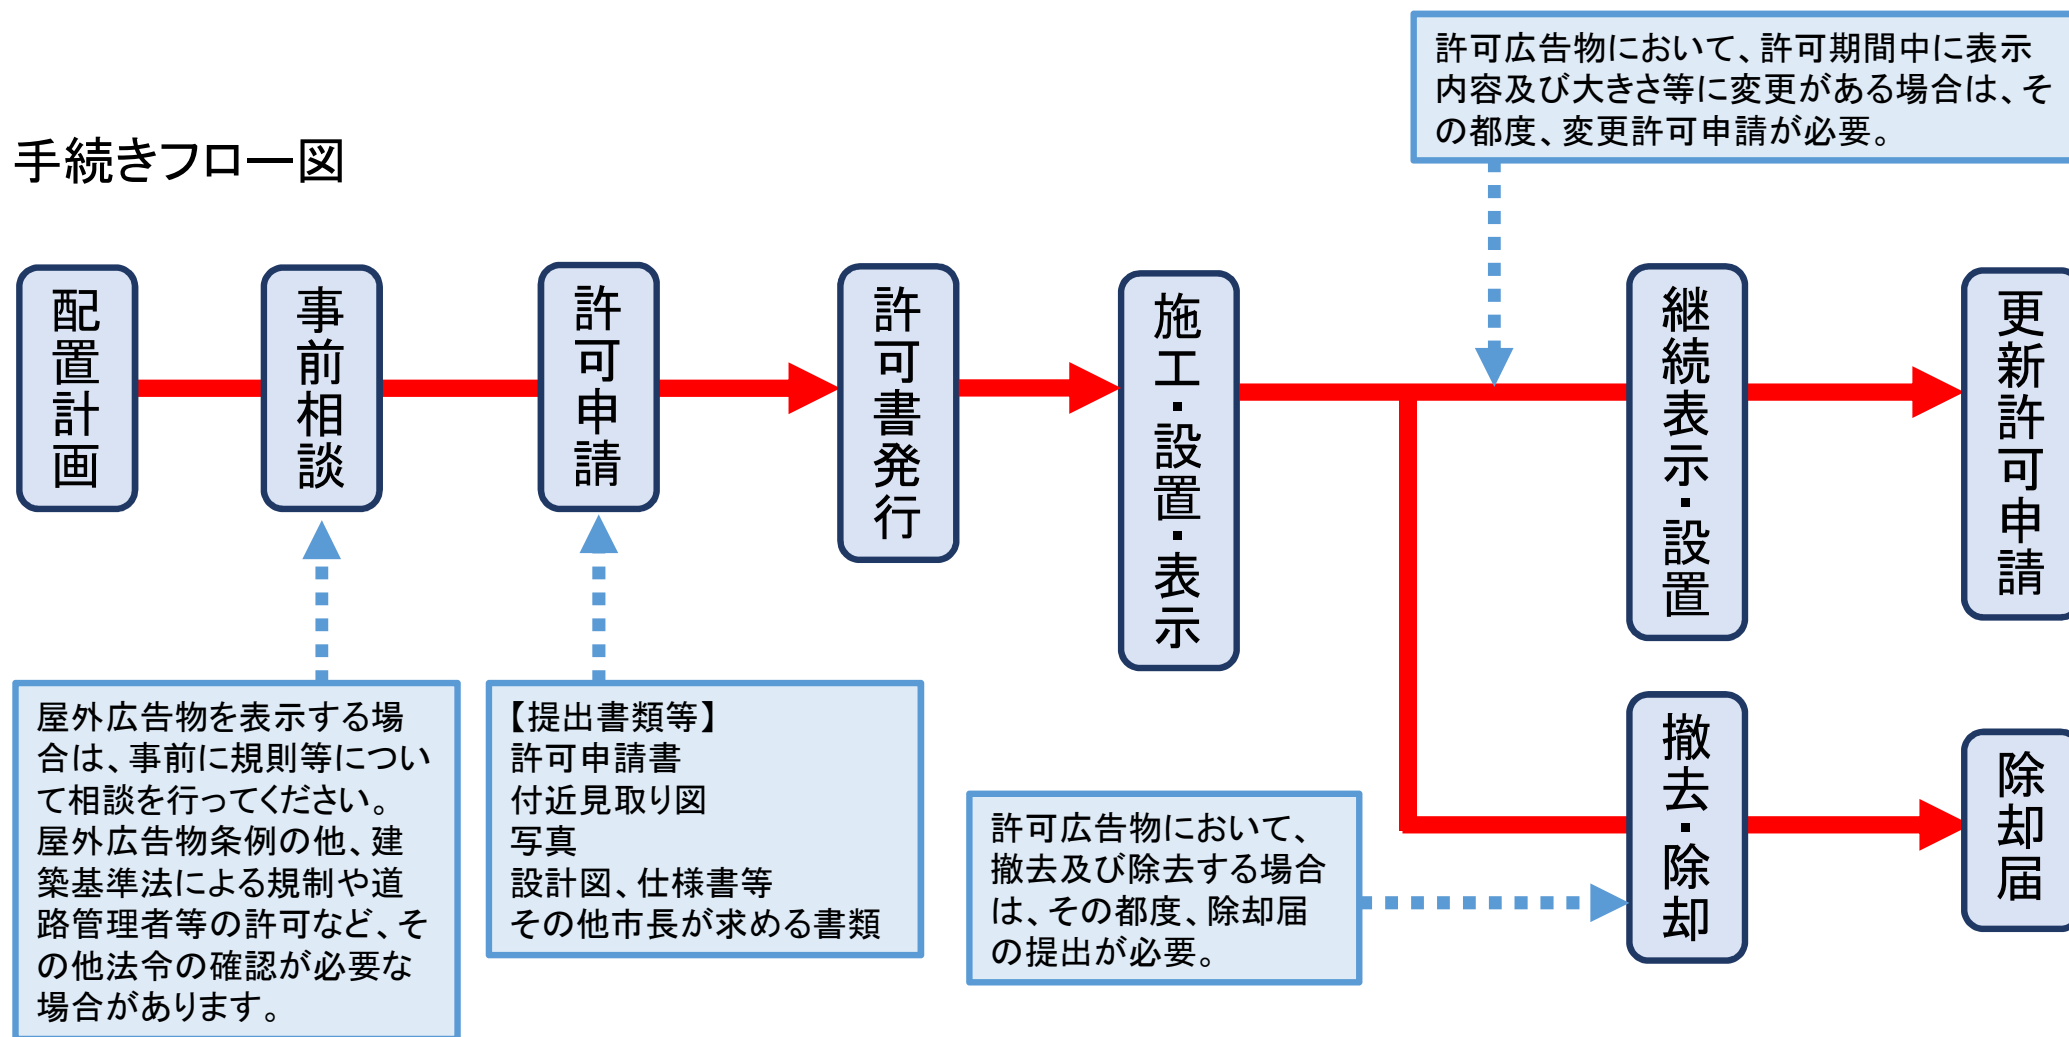 許可広告物において、許可期間中に表示
内容及び大きさ等に変更がある場合は、そ
の都度、変更許可申請が必要。
手続きフロー図
配置計画
事前相談
許可申請
許可書発行
施工・設置・表示
継続表示・設置
更新許可申請
屋外広告物を表示する場
合は、事前に規則等につい
て相談を行ってください。
屋外広告物条例の他、建
築基準法による規制や道
路管理者等の許可など、そ
の他法令の確認が必要な
場合があります。
【提出書類等】
許可申請書
付近見取り図
写真
設計図、仕様書等
その他市長が求める書類
許可広告物において、
撤去及び除去する場合
は、その都度、除却届
の提出が必要。
撤去・除却
除却届